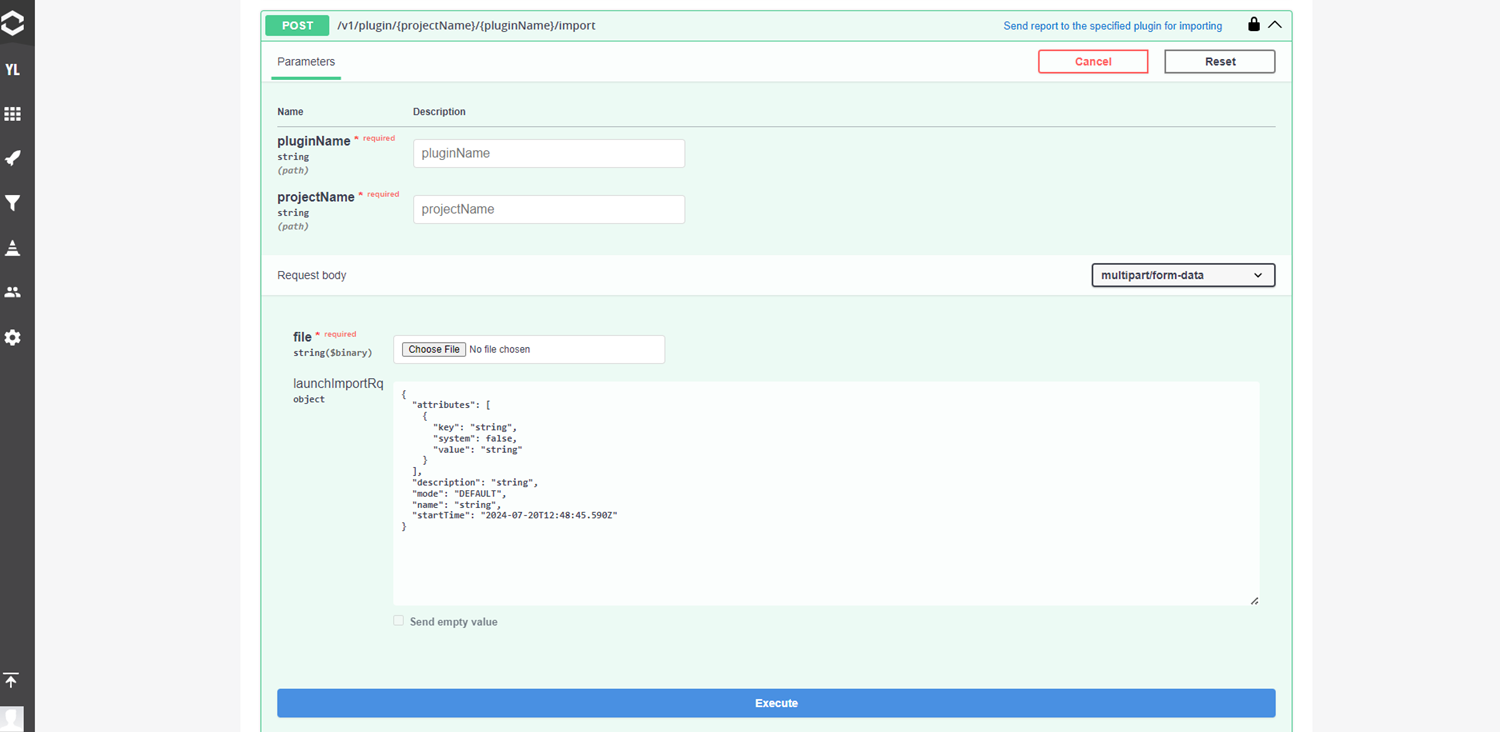 POST /v1/plugin/{projectName}/{pluginName}/import Send report to the specified plugin for importing
YL
Parameters Cancel Reset
Name Description
pluginName * required
string
(path)
pluginName
projectName * required
string
(path)
projectName
Request body multipart/form-data
file * required
string($binary)
Choose File No file chosen
launchImportRq
object
{
"attributes": [
{
"key": "string",
"system": false,
"value": "string"
}
],
"description": "string",
"mode": "DEFAULT",
"name": "string",
"startTime": "2024-07-20T12:48:45.590Z"
}
Send empty value
Execute